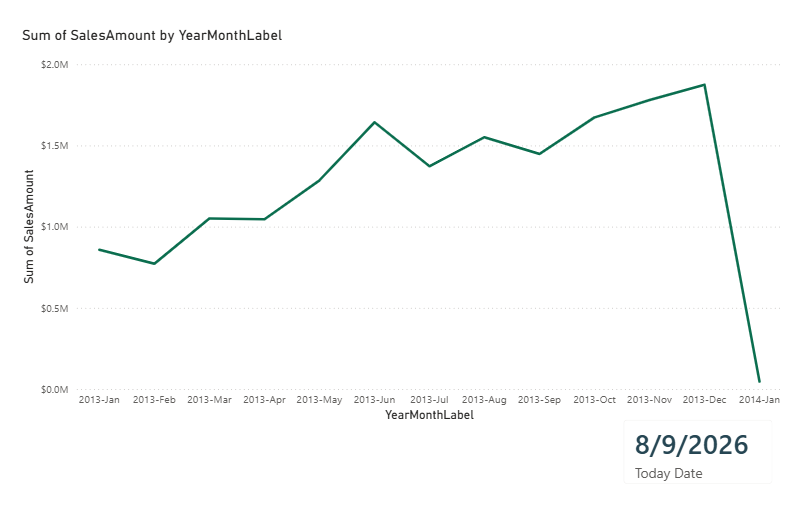 Sum of SalesAmount by YearMonthLabel
$2.0M
$1.5M
$1.0M
$0.5M
$0.0M
Sum of SalesAmount
2013-Jan 2013-Feb 2013-Mar 2013-Apr 2013-May 2013-Jun 2013-Jul 2013-Aug 2013-Sep 2013-Oct 2013-Nov 2013-Dec 2014-Jan
YearMonthLabel
8/9/2026
Today Date